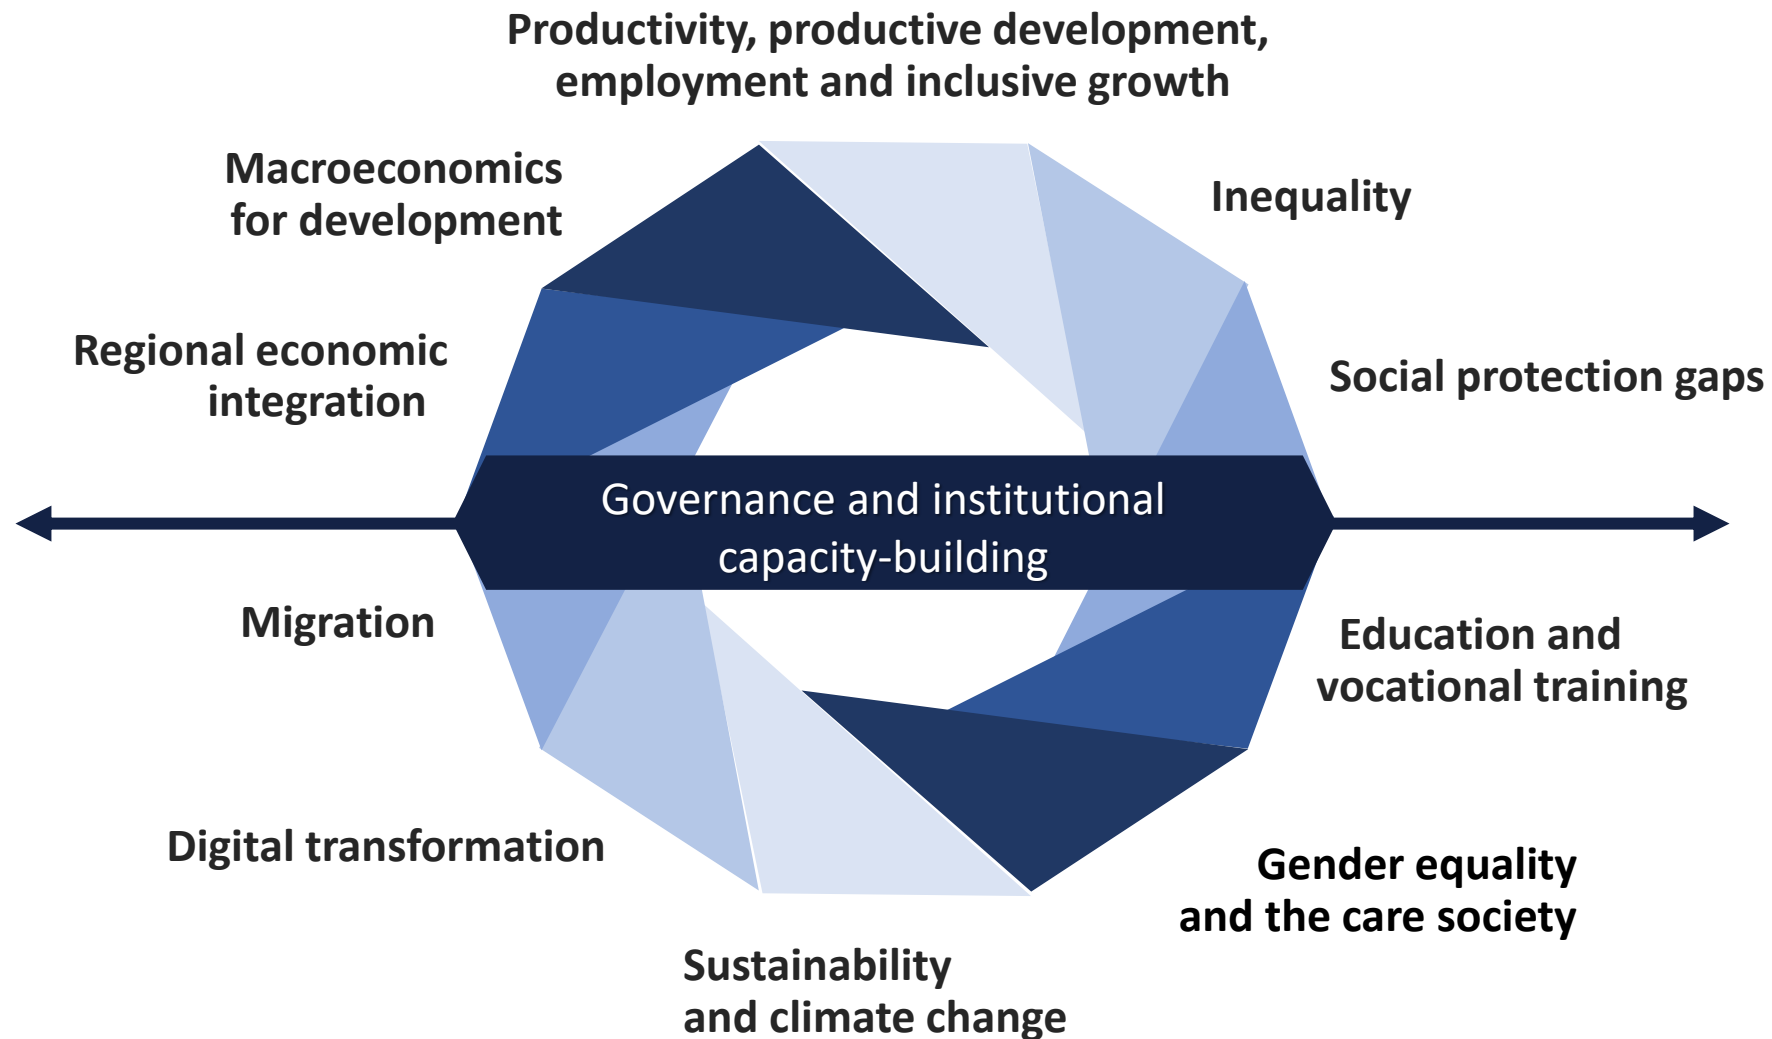 Productivity, productive development,
employment and inclusive growth
Macroeconomics
for development
Inequality
Regional economic
integration
Social protection gaps
Governance and institutional
capacity-building
Migration
Education and
vocational training
Digital transformation
Gender equality
and the care society
Sustainability
and climate change